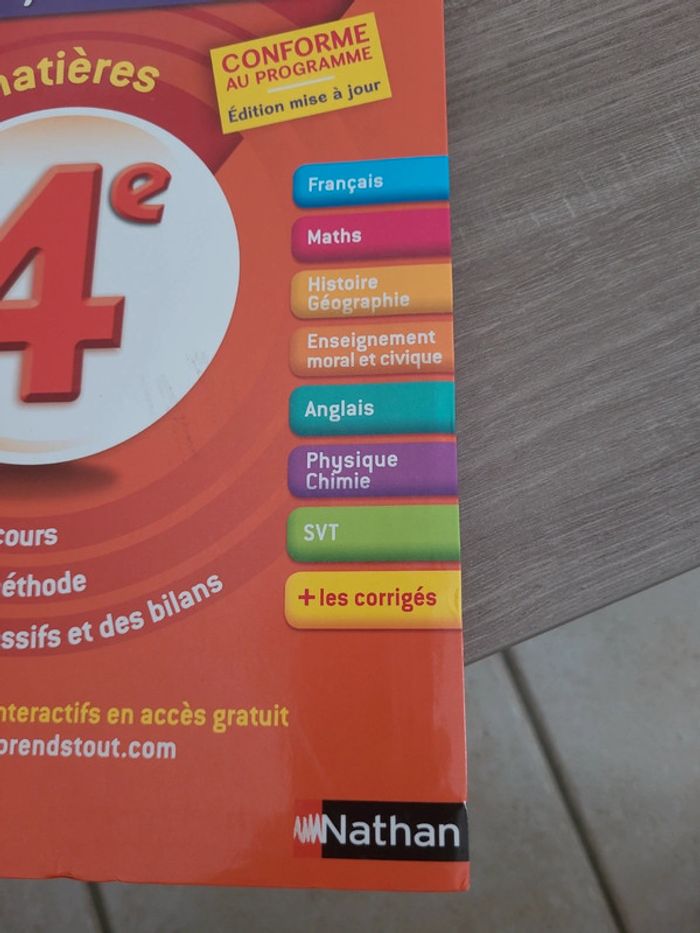 matières
CONFORME
AU PROGRAMME
Édition mise à jour
4e
Français
Maths
Histoire
Géographie
Enseignement
moral et civique
Anglais
Physique
Chimie
SVT
+ les corrigés
cours
éthode
ssifs et des bilans
nteractifs en accès gratuit
prendstout.com
Nathan